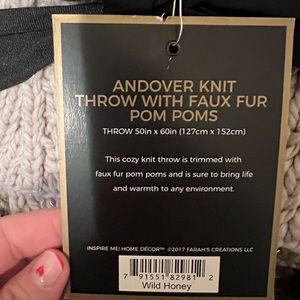 ANDOVER KNIT
THROW WITH FAUX FUR
POM POMS
THROW 50in x 60in (127cm x 152cm)
This cozy knit throw is trimmed with
faux fur pom poms and is sure to bring life
and warmth to any environment.
INSPIRE ME! HOME DÉCOR™ ©2017 FARAH'S CREATIONS LLC
7 91551 82981 2
Wild Honey